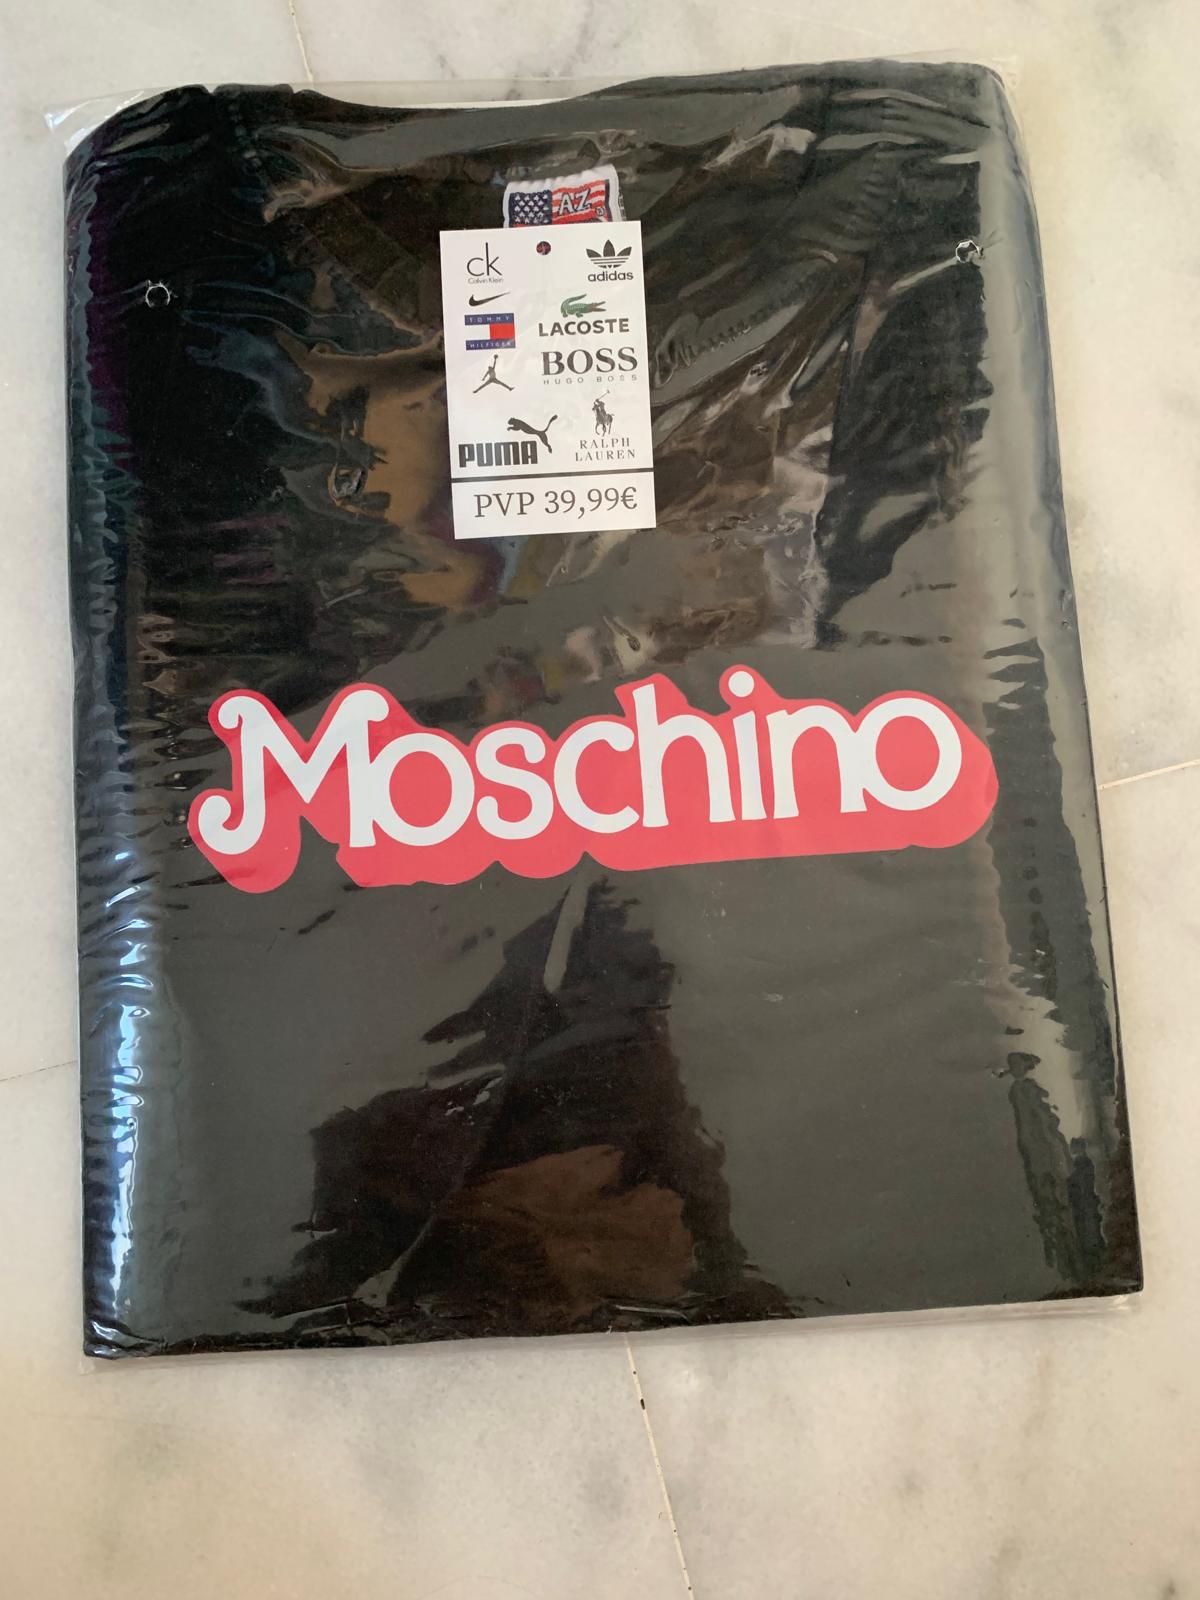 AZ
ck
Calvin Klein
adidas
TOMMY
HILFIGER
LACOSTE
BOSS
HUGO BOSS
PUMA
RALPH
LAUREN
PVP 39,99€
Moschino